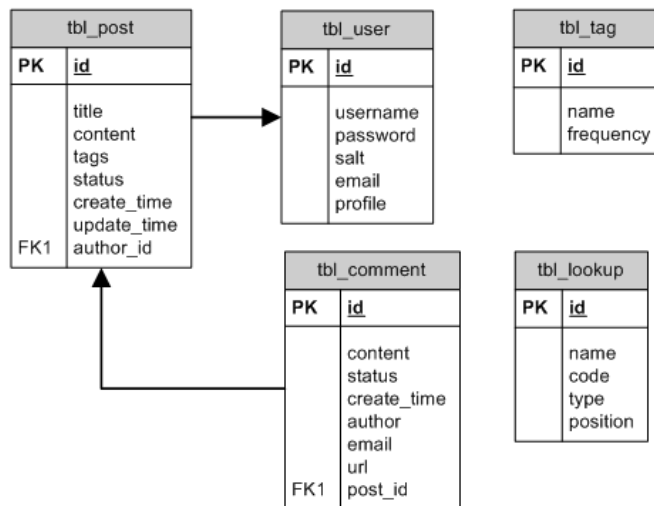 tbl_post
PK id
title
content
tags
status
create_time
update_time
FK1 author_id
tbl_user
PK id
username
password
salt
email
profile
tbl_tag
PK id
name
frequency
tbl_comment
PK id
content
status
create_time
author
email
url
FK1 post_id
tbl_lookup
PK id
name
code
type
position